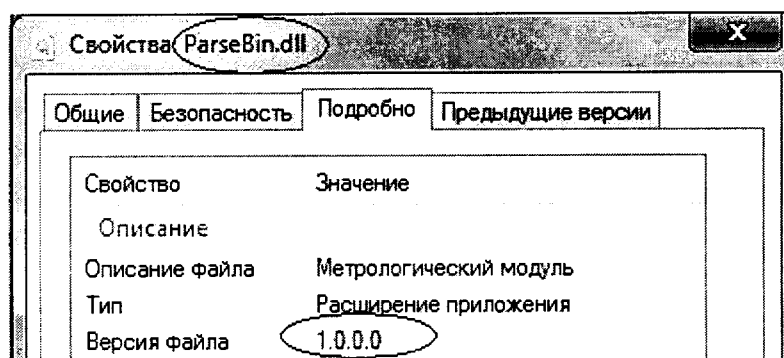 Свойства: ParseBin.dll
Общие Безопасность Подробно Предыдущие версии
Свойство Значение
Описание
Описание файла Метрологический модуль
Тип Расширение приложения
Версия файла 1.0.0.0